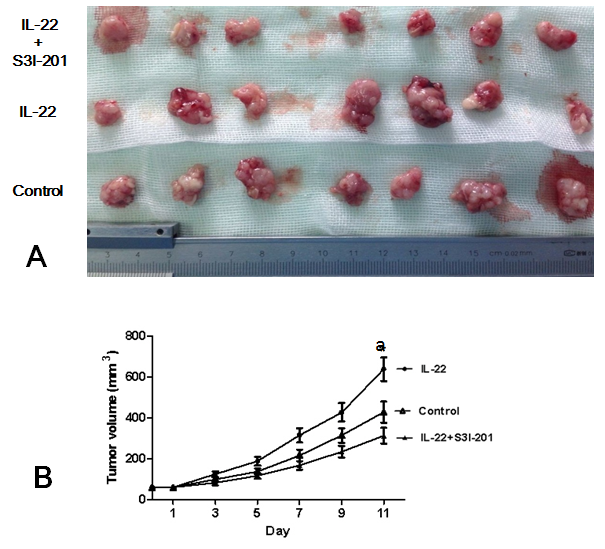 IL-22
+
S3I-201
IL-22
Control
3 4 5 6 7 8 9 10 11 12 13 14 15
A
800
600
400
200
0
Tumor volume (mm3)
a
IL-22
Control
IL-22+S3I-201
1 3 5 7 9 11
Day
B